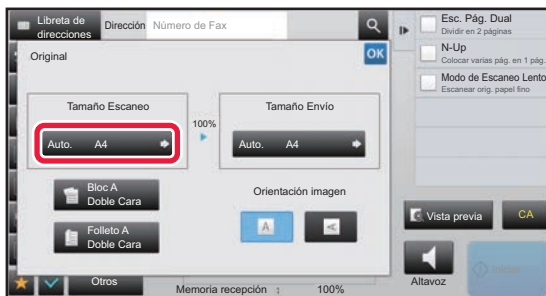 Libreta de
direcciones
Dirección
Número de Fax
Original
OK
Tamaño Escaneo
Auto. A4
100%
Tamaño Envío
Auto. A4
Bloc A
Doble Cara
Folleto A
Doble Cara
Orientación imagen
A
A
Otros
Memoria recepción : 100%
Esc. Pág. Dual
Dividir en 2 páginas
N-Up
Colocar varias pág. en 1 pág.
Modo de Escaneo Lento
Escanear orig. papel fino
Vista previa
CA
Altavoz